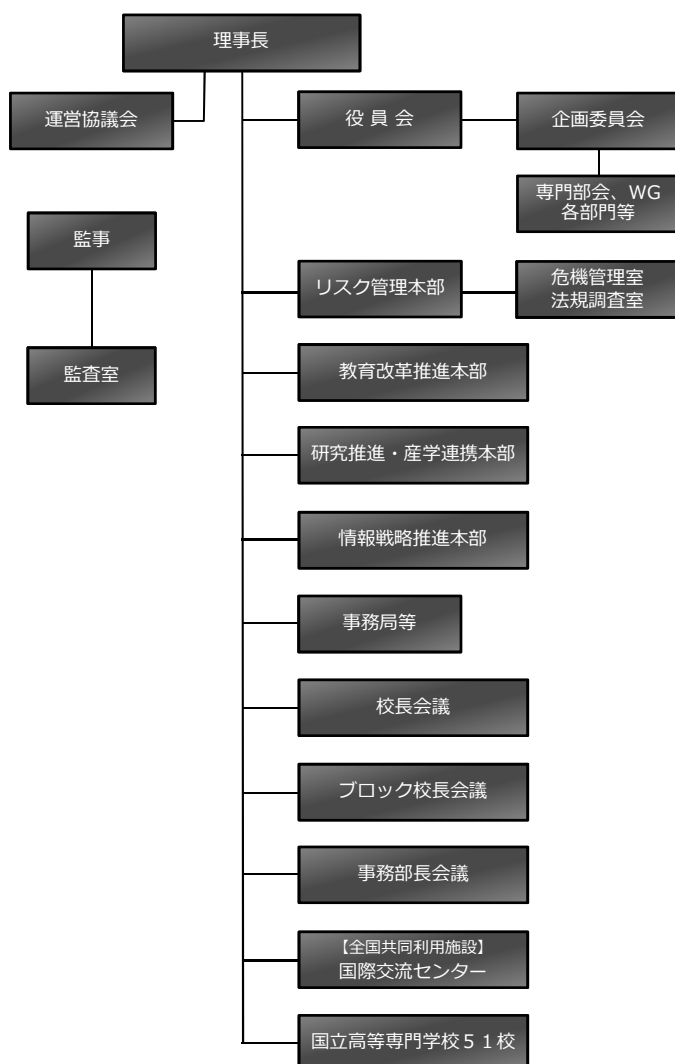 理事長
運営協議会
役 員 会
企画委員会
専門部会、WG
各部門等
監事
リスク管理本部
危機管理室
法規調査室
監査室
教育改革推進本部
研究推進・産学連携本部
情報戦略推進本部
事務局等
校長会議
ブロック校長会議
事務部長会議
【全国共同利用施設】
国際交流センター
国立高等専門学校５１校